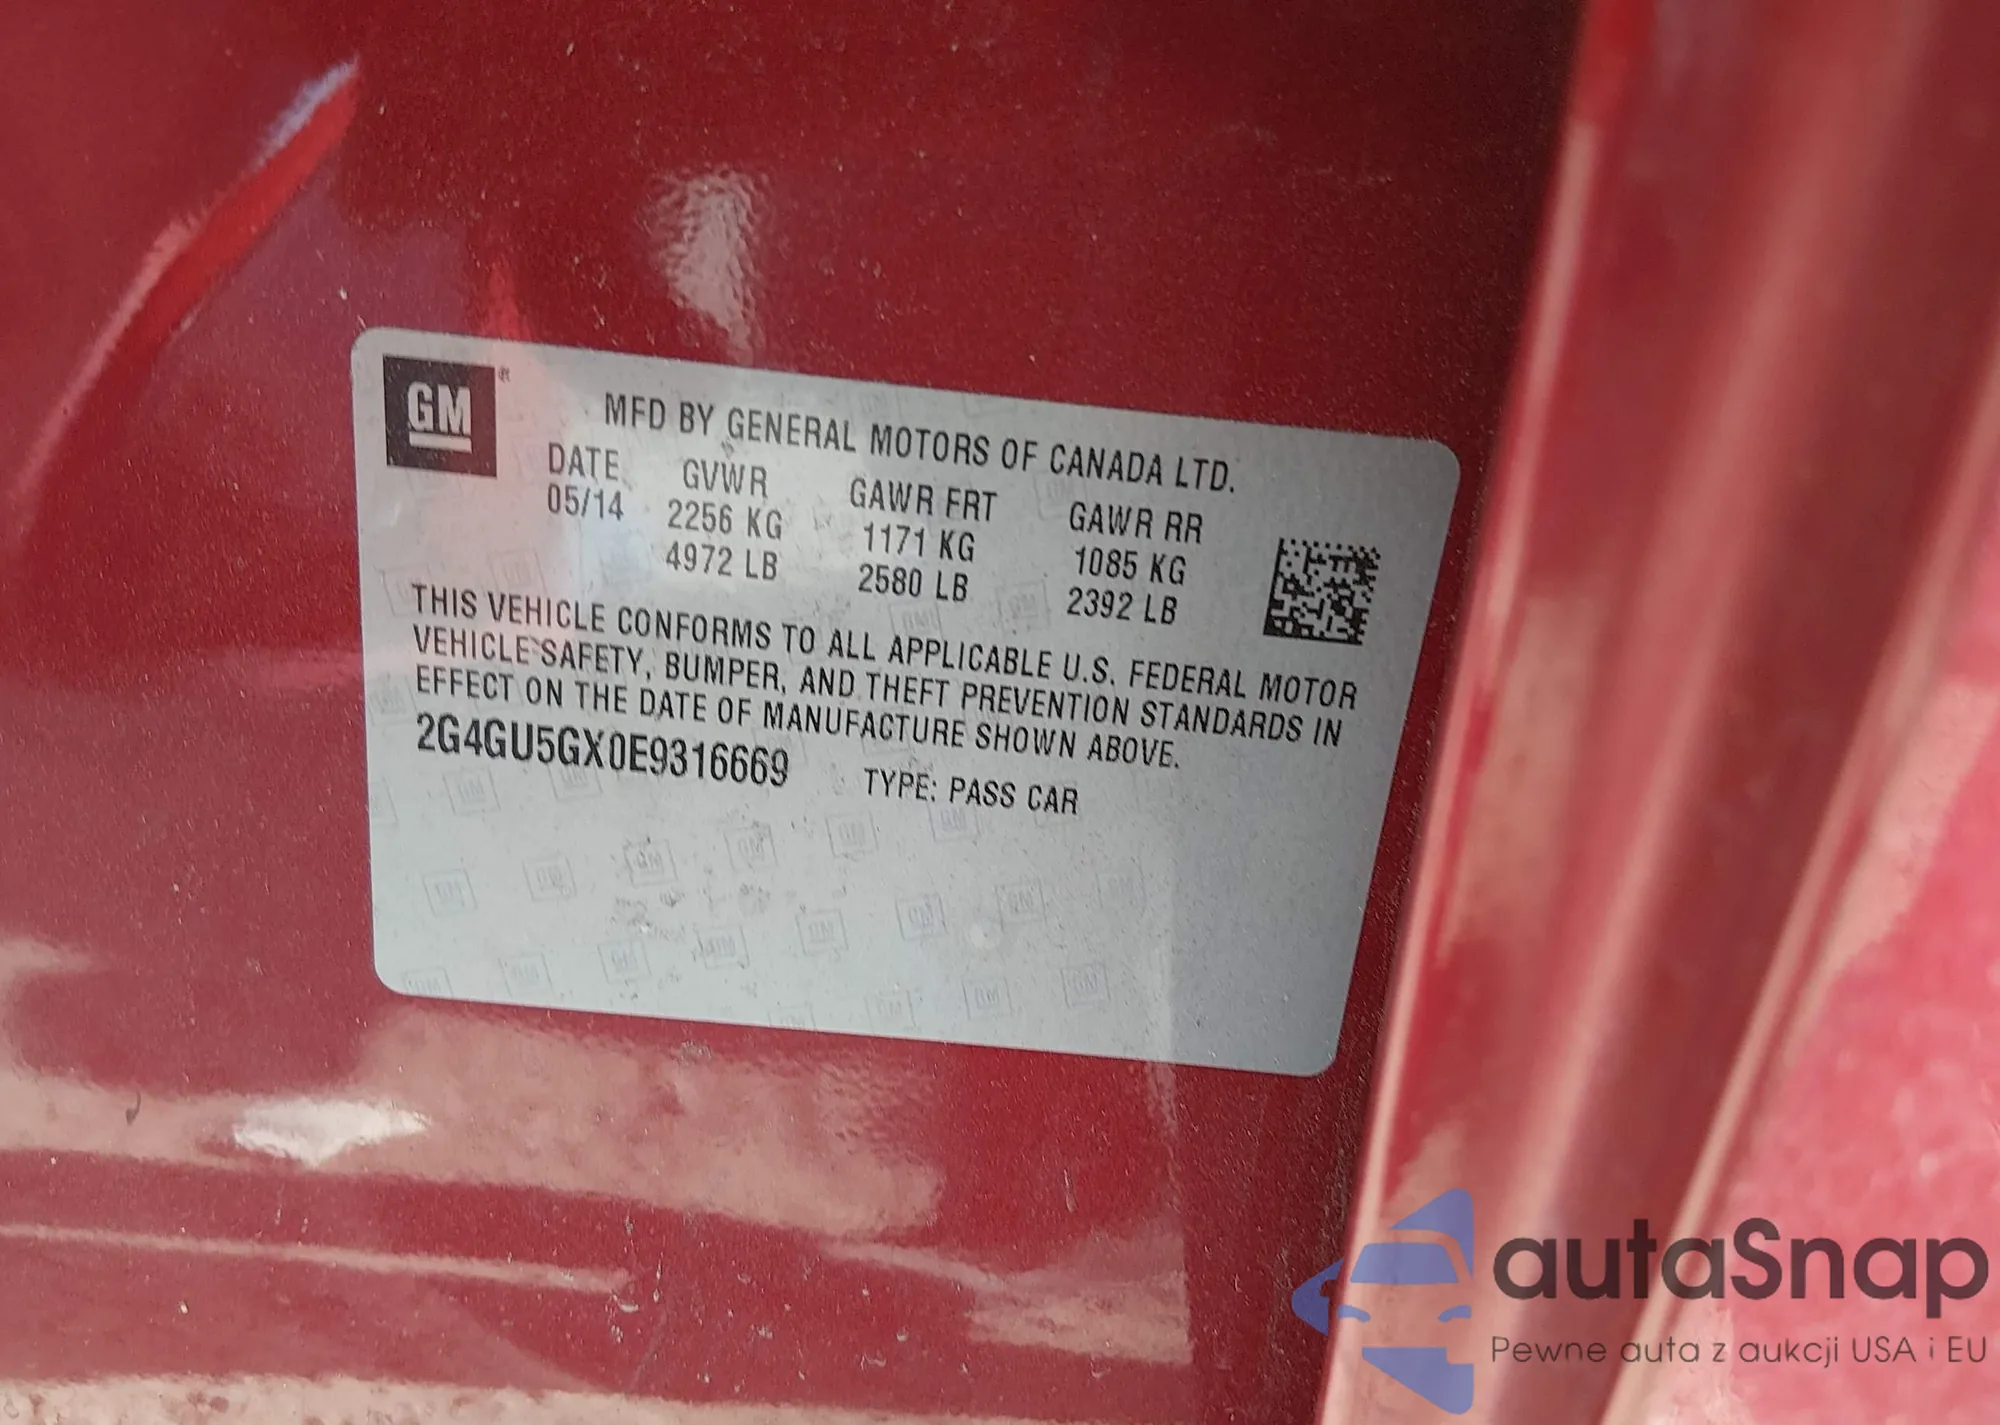 GM
MFD BY GENERAL MOTORS OF CANADA LTD.
DATE GVWR GAWR FRT GAWR RR
05/14 2256 KG 1171 KG 1085 KG
4972 LB 2580 LB 2392 LB
THIS VEHICLE CONFORMS TO ALL APPLICABLE U.S. FEDERAL MOTOR
VEHICLE SAFETY, BUMPER, AND THEFT PREVENTION STANDARDS IN
EFFECT ON THE DATE OF MANUFACTURE SHOWN ABOVE.
2G4GU5GX0E9316669 TYPE: PASS CAR
autaSnap
Pewne auta z aukcji USA i EU